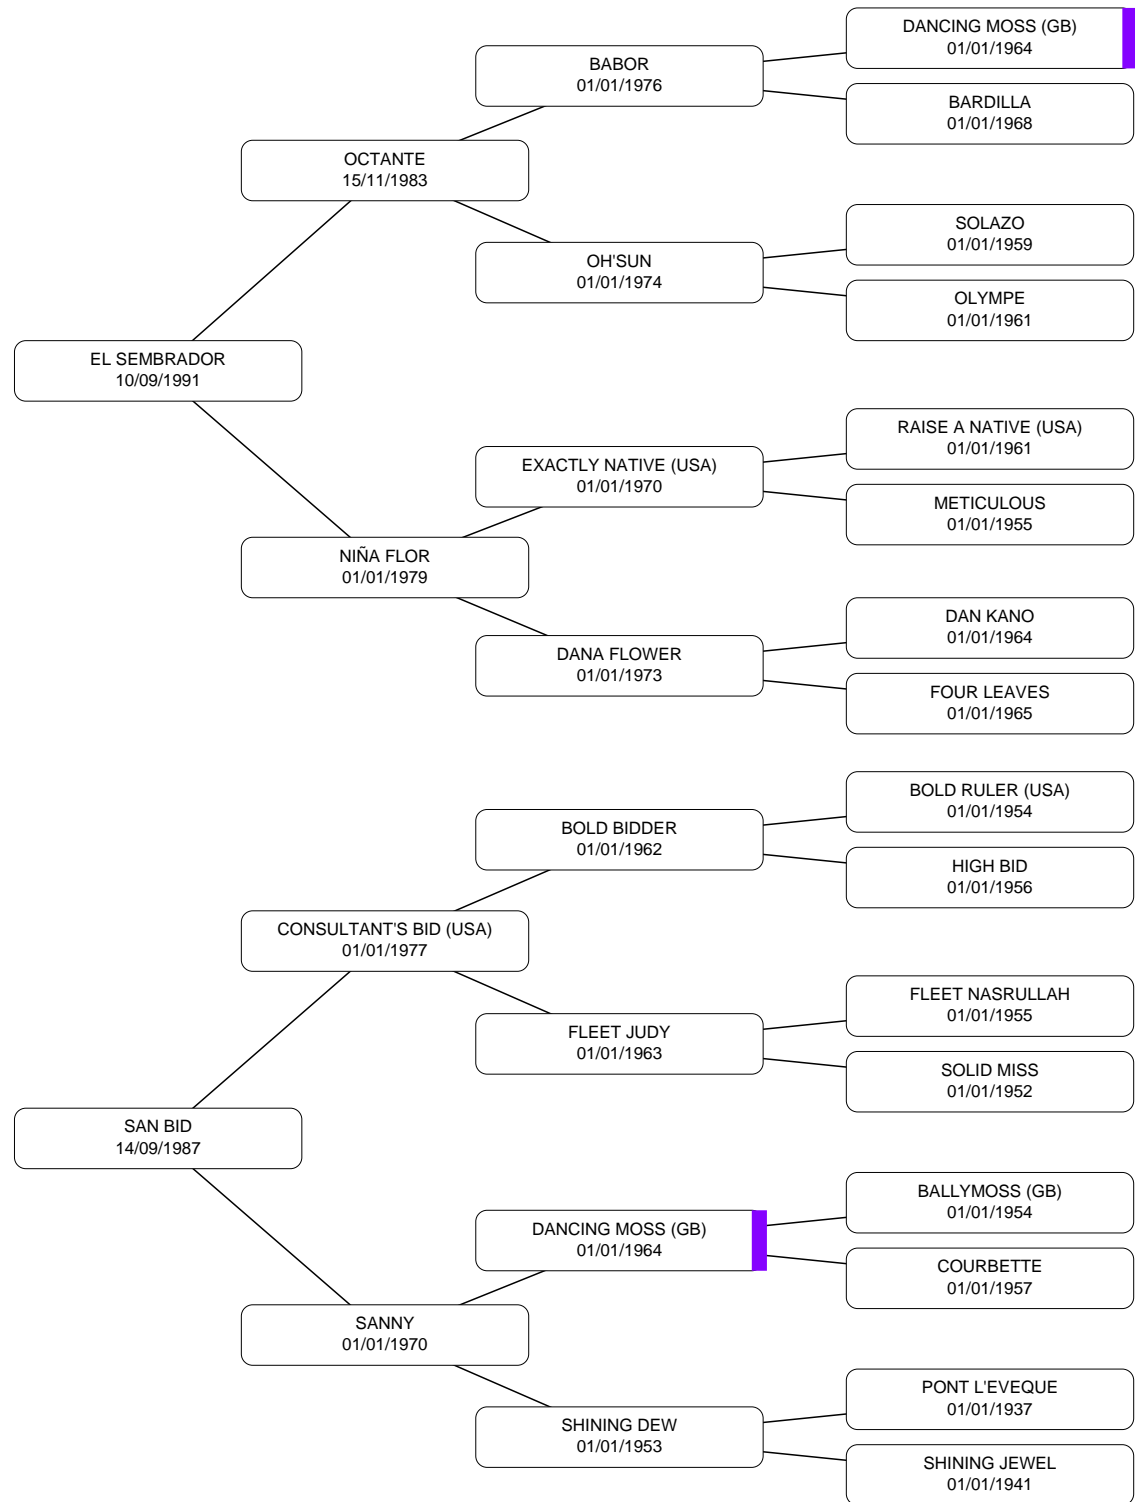 DANCING MOSS (GB)
01/01/1964
BABOR
01/01/1976
BARDILLA
01/01/1968
OCTANTE
15/11/1983
SOLAZO
01/01/1959
OH'SUN
01/01/1974
OLYMPE
01/01/1961
EL SEMBRADOR
10/09/1991
RAISE A NATIVE (USA)
01/01/1961
EXACTLY NATIVE (USA)
01/01/1970
METICULOUS
01/01/1955
NIÑA FLOR
01/01/1979
DAN KANO
01/01/1964
DANA FLOWER
01/01/1973
FOUR LEAVES
01/01/1965
BOLD RULER (USA)
01/01/1954
BOLD BIDDER
01/01/1962
HIGH BID
01/01/1956
CONSULTANT'S BID (USA)
01/01/1977
FLEET NASRULLAH
01/01/1955
FLEET JUDY
01/01/1963
SOLID MISS
01/01/1952
SAN BID
14/09/1987
BALLYMOSS (GB)
01/01/1954
DANCING MOSS (GB)
01/01/1964
COURBETTE
01/01/1957
SANNY
01/01/1970
PONT L'EVEQUE
01/01/1937
SHINING DEW
01/01/1953
SHINING JEWEL
01/01/1941